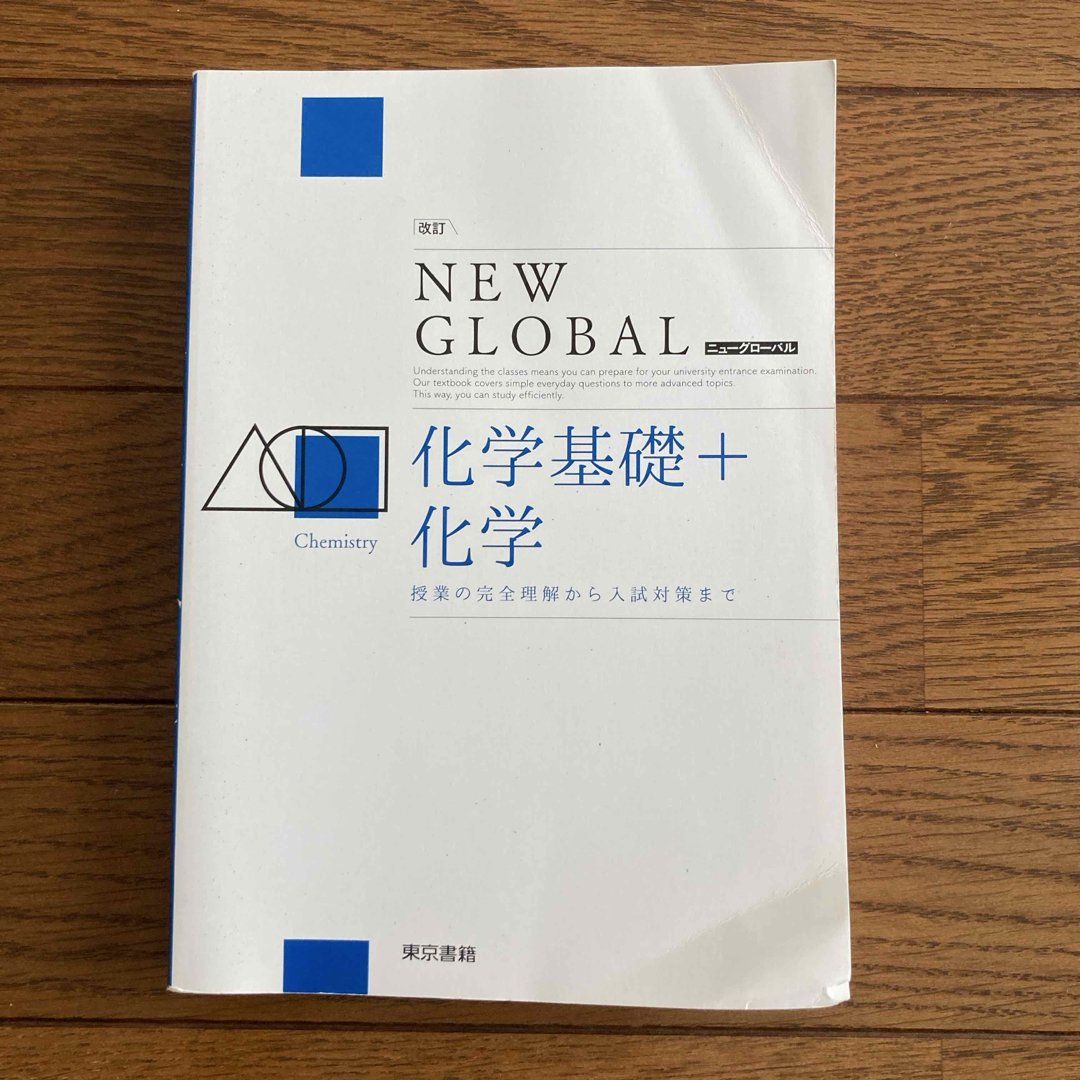 改訂
NEW
GLOBAL ニューグローバル
Understanding the classes means you can prepare for your university entrance examination.
Our textbook covers simple everyday questions to more advanced topics.
This way, you can study efficiently.
化学基礎+
化学
Chemistry
授業の完全理解から入試対策まで
東京書籍